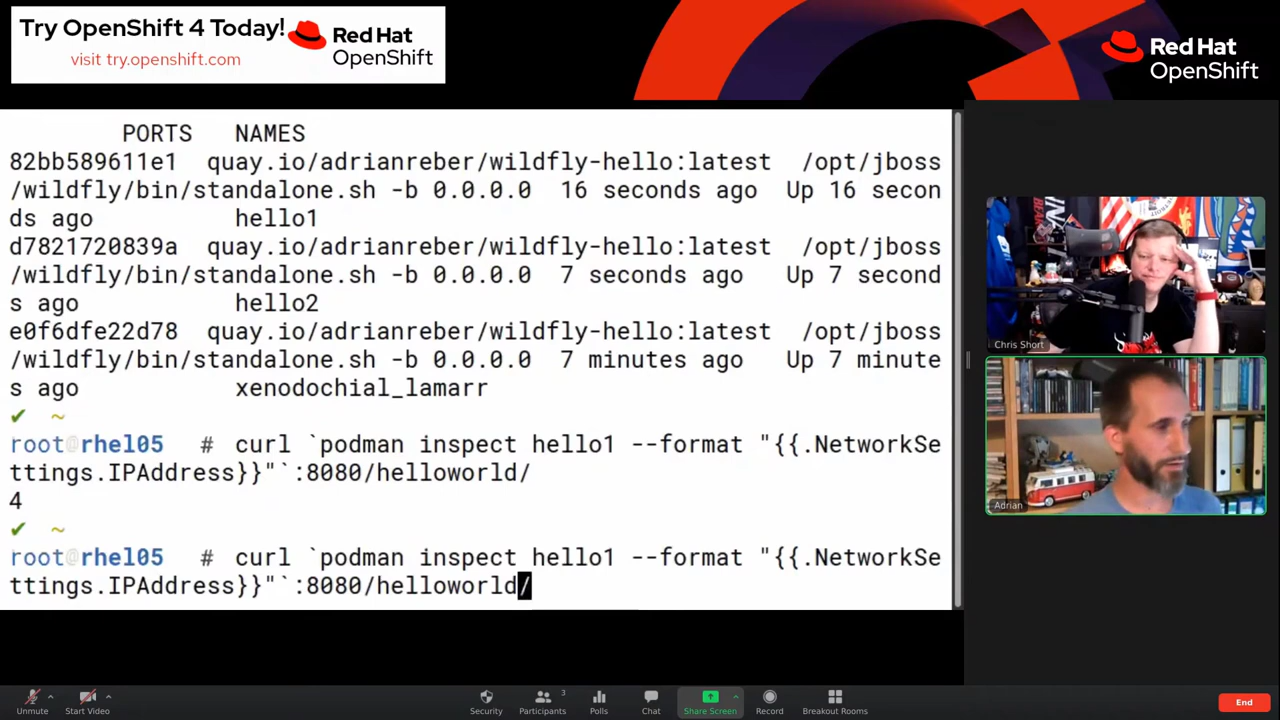 Try OpenShift 4 Today!
visit try.openshift.com
Red Hat
OpenShift
Red Hat
OpenShift
PORTS   NAMES
82bb589611e1  quay.io/adrianreber/wildfly-hello:latest  /opt/jboss
/wildfly/bin/standalone.sh -b 0.0.0.0  16 seconds ago  Up 16 secon
ds ago          hello1
d7821720839a  quay.io/adrianreber/wildfly-hello:latest  /opt/jboss
/wildfly/bin/standalone.sh -b 0.0.0.0  7 seconds ago  Up 7 second
s ago           hello2
e0f6dfe22d78  quay.io/adrianreber/wildfly-hello:latest  /opt/jboss
/wildfly/bin/standalone.sh -b 0.0.0.0  7 minutes ago  Up 7 minute
s ago           xenodochial_lamarr
✔ ~
root@rhel05 # curl `podman inspect hello1 --format "{{.NetworkSe
ttings.IPAddress}}"`:8080/helloworld/
4
✔ ~
root@rhel05 # curl `podman inspect hello1 --format "{{.NetworkSe
ttings.IPAddress}}"`:8080/helloworld/
Chris Short
Adrian
Unmute
Start Video
Security
Participants 3
Polls
Chat
Share Screen
Record
Breakout Rooms
End